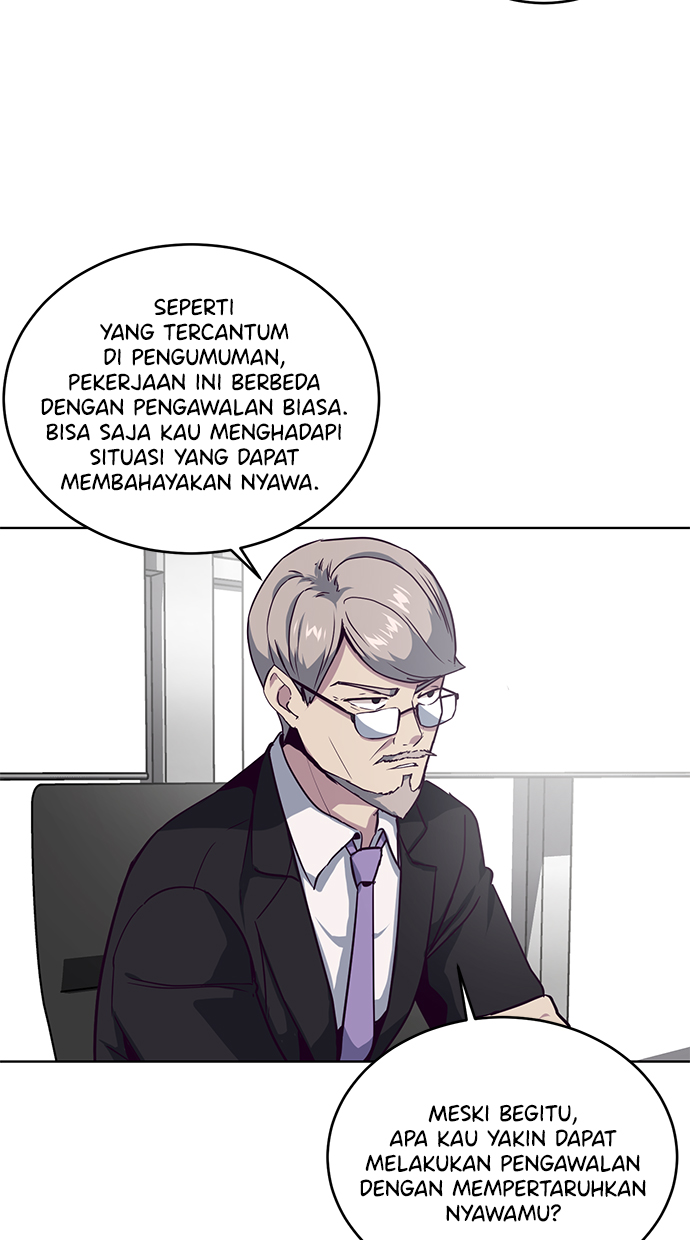 SEPERTI
YANG TERCANTUM
DI PENGUMUMAN,
PEKERJAAN INI BERBEDA
DENGAN PENGAWALAN BIASA.
BISA SAJA KAU MENGHADAPI
SITUASI YANG DAPAT
MEMBAHAYAKAN NYAWA.
MESKI BEGITU,
APA KAU YAKIN DAPAT
MELAKUKAN PENGAWALAN
DENGAN MEMPERTARUHKAN
NYAWAMU?